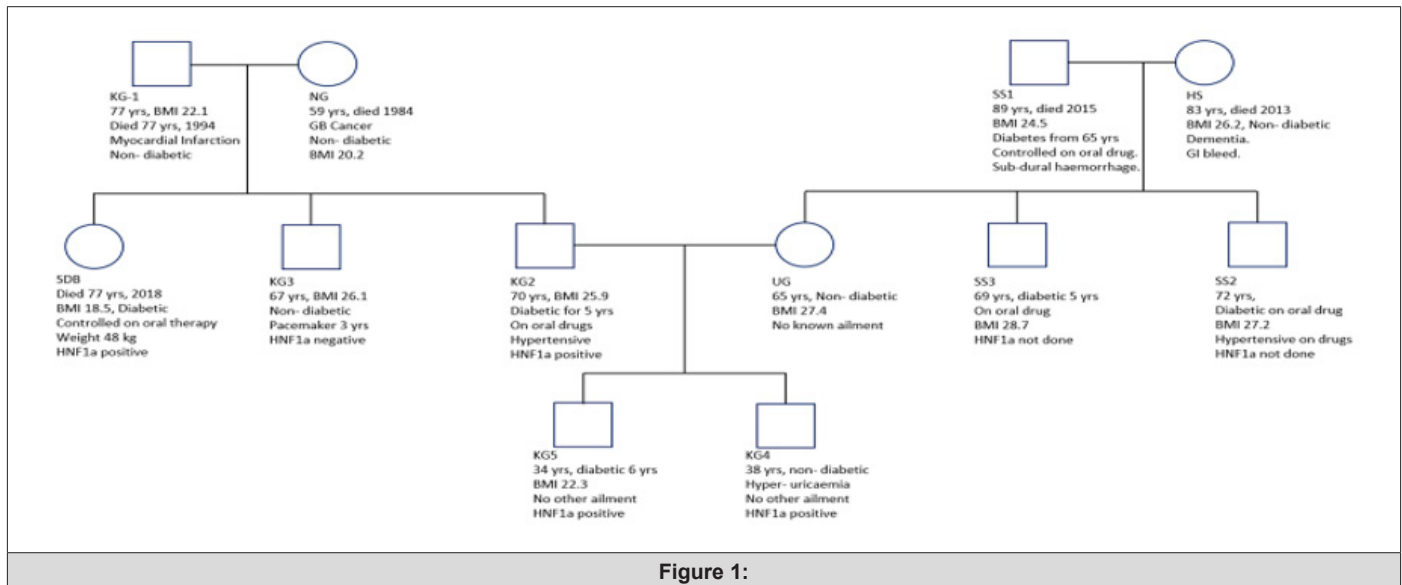 KG-1
77 yrs, BMI 22.1
Died 77 yrs, 1994
Myocardial Infarction
Non- diabetic
NG
59 yrs, died 1984
GB Cancer
Non- diabetic
BMI 20.2
SS1
89 yrs, died 2015
BMI 24.5
Diabetes from 65 yrs
Controlled on oral drug.
Sub-dural haemorrhage.
HS
83 yrs, died 2013
BMI 26.2, Non- diabetic
Dementia.
GI bleed.
SDB
Died 77 yrs, 2018
BMI 18.5, Diabetic
Controlled on oral therapy
Weight 48 kg
HNF1a positive
KG3
67 yrs, BMI 26.1
Non- diabetic
Pacemaker 3 yrs
HNF1a negative
KG2
70 yrs, BMI 25.9
Diabetic for 5 yrs
On oral drugs
Hypertensive
HNF1a positive
UG
65 yrs, Non- diabetic
BMI 27.4
No known ailment
SS3
69 yrs, diabetic 5 yrs
On oral drug
BMI 28.7
HNF1a not done
SS2
72 yrs,
Diabetic on oral drug
BMI 27.2
Hypertensive on drugs
HNF1a not done
KG5
34 yrs, diabetic 6 yrs
BMI 22.3
No other ailment
HNF1a positive
KG4
38 yrs, non- diabetic
Hyper- uricaemia
No other ailment
HNF1a positive
Figure 1: